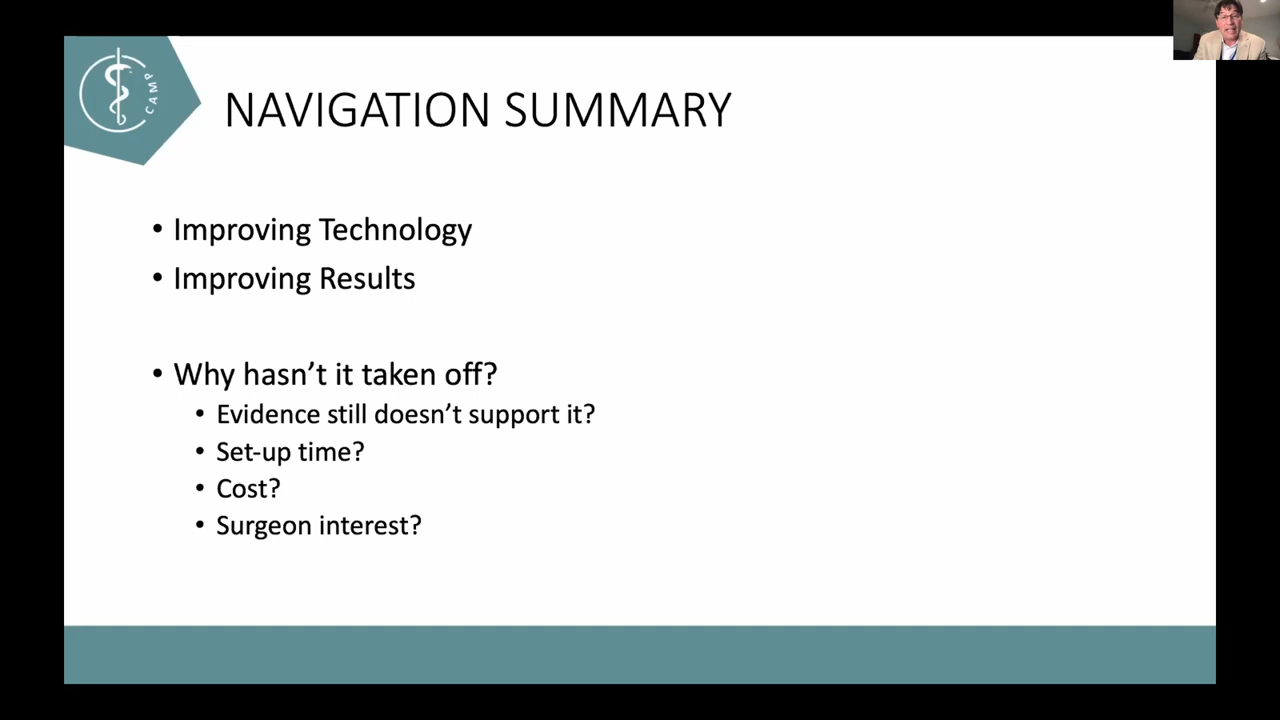 CAMP
NAVIGATION SUMMARY
• Improving Technology
• Improving Results
• Why hasn’t it taken off?
• Evidence still doesn’t support it?
• Set-up time?
• Cost?
• Surgeon interest?